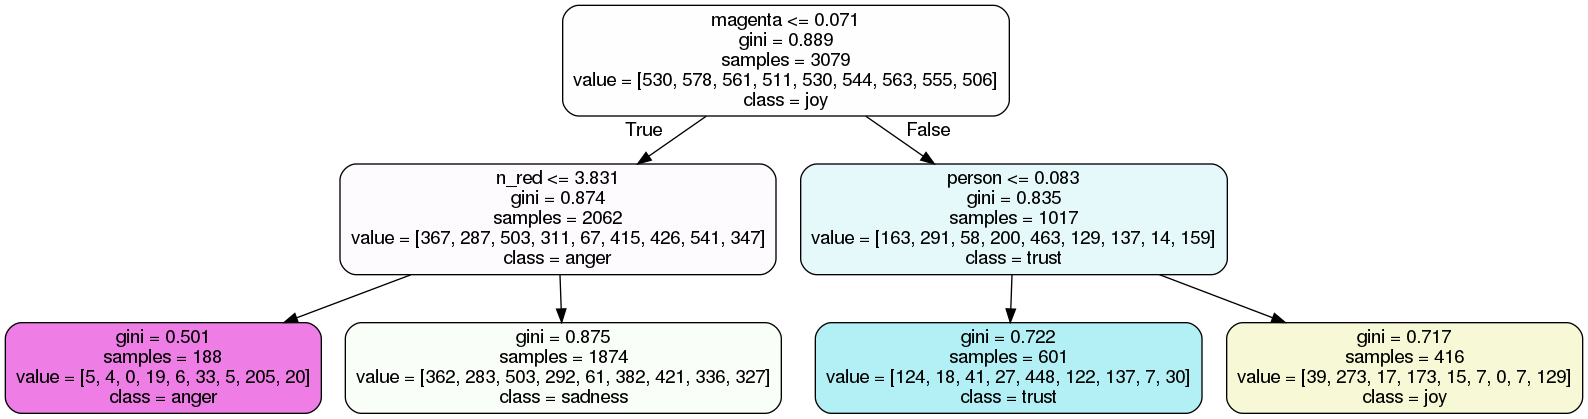 magenta <= 0.071
gini = 0.889
samples = 3079
value = [530, 578, 561, 511, 530, 544, 563, 555, 506]
class = joy
True
False
n_red <= 3.831
gini = 0.874
samples = 2062
value = [367, 287, 503, 311, 67, 415, 426, 541, 347]
class = anger
person <= 0.083
gini = 0.835
samples = 1017
value = [163, 291, 58, 200, 463, 129, 137, 14, 159]
class = trust
gini = 0.501
samples = 188
value = [5, 4, 0, 19, 6, 33, 5, 205, 20]
class = anger
gini = 0.875
samples = 1874
value = [362, 283, 503, 292, 61, 382, 421, 336, 327]
class = sadness
gini = 0.722
samples = 601
value = [124, 18, 41, 27, 448, 122, 137, 7, 30]
class = trust
gini = 0.717
samples = 416
value = [39, 273, 17, 173, 15, 7, 0, 7, 129]
class = joy